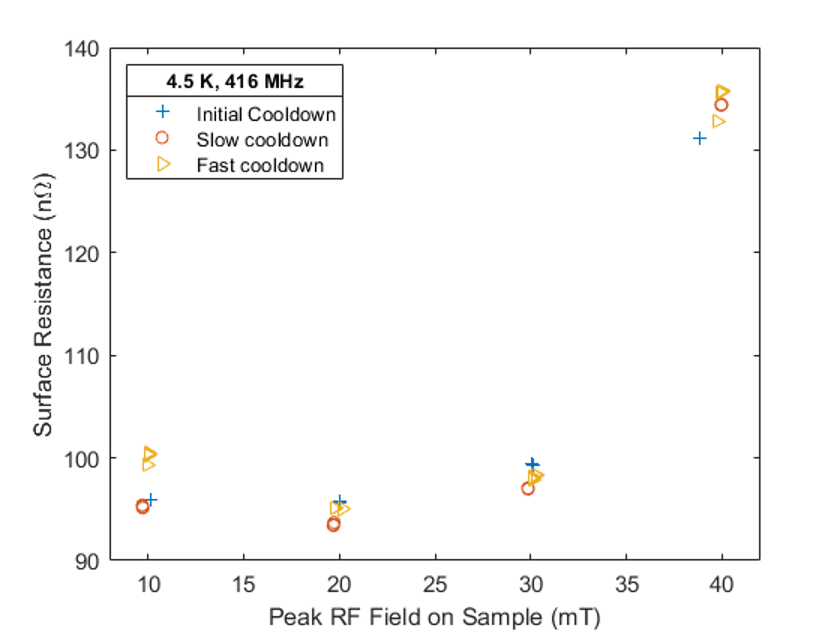 140
4.5 K, 416 MHz
Initial Cooldown
Slow cooldown
Fast cooldown
130
120
110
100
90
Surface Resistance (nΩ)
10 15 20 25 30 35 40
Peak RF Field on Sample (mT)